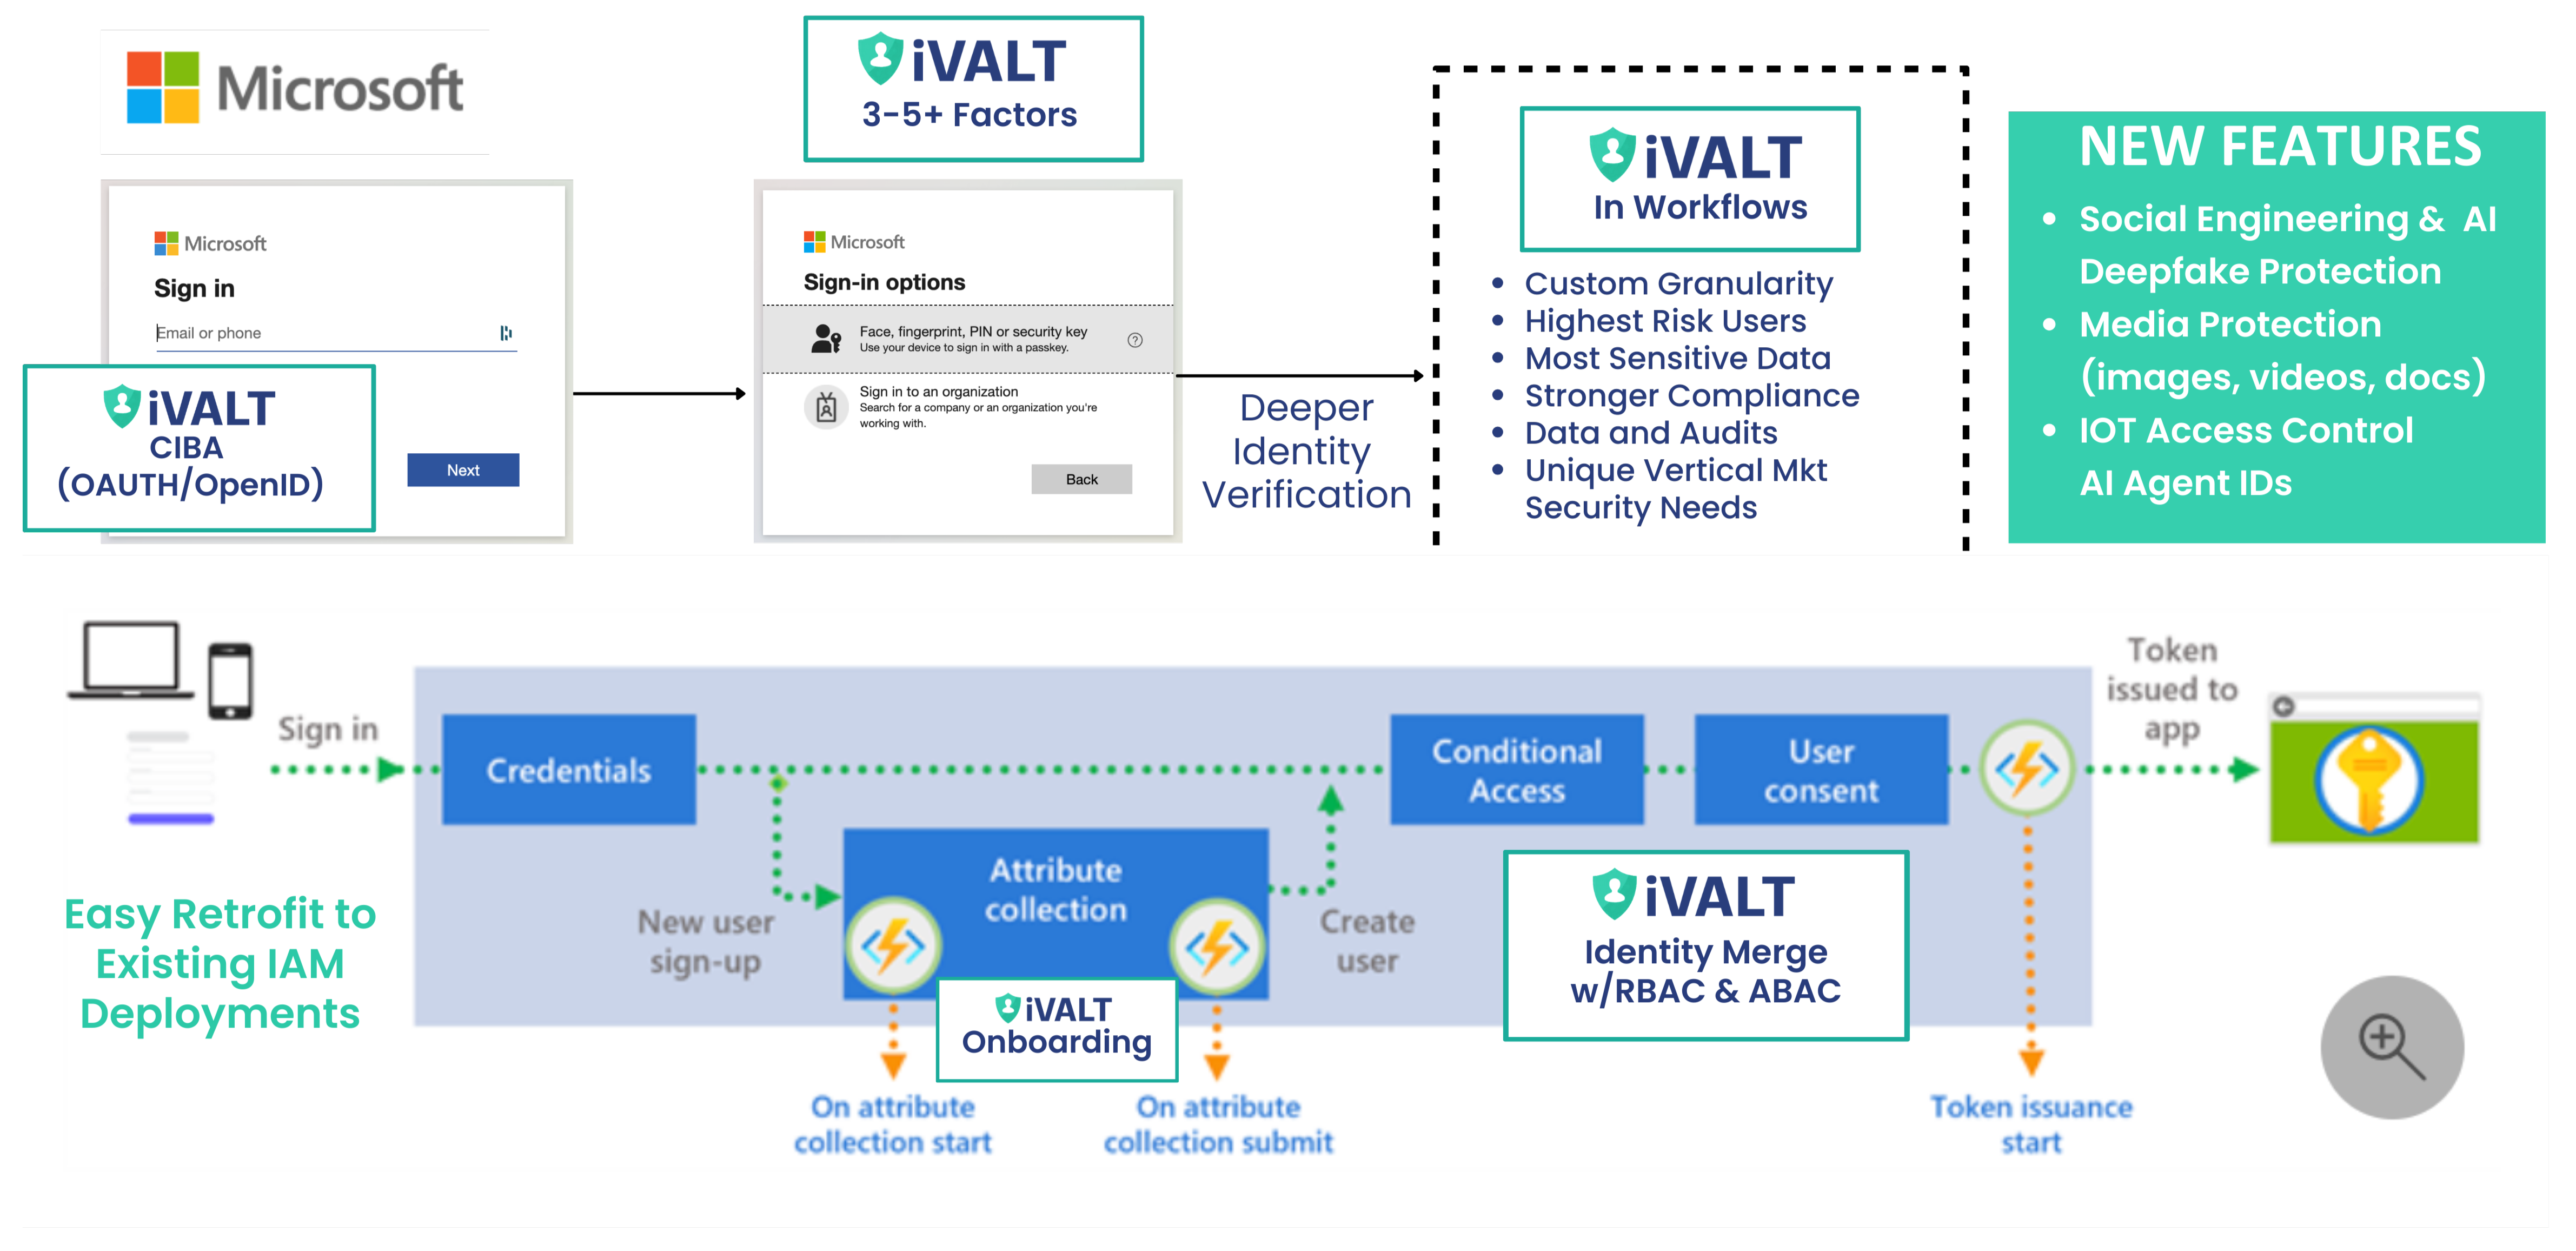 Microsoft
iVALT
3-5+ Factors
Microsoft
Sign in
Email or phone
Next
iVALT
CIBA
(OAUTH/OpenID)
Microsoft
Sign-in options
Face, fingerprint, PIN or security key
Use your device to sign in with a passkey.
Sign in to an organization
Search for a company or an organization you're
working with.
Back
Deeper
Identity
Verification
iVALT
In Workflows
• Custom Granularity
• Highest Risk Users
• Most Sensitive Data
• Stronger Compliance
• Data and Audits
• Unique Vertical Mkt
Security Needs
NEW FEATURES
• Social Engineering & AI
Deepfake Protection
• Media Protection
(images, videos, docs)
• IOT Access Control
AI Agent IDs
Sign in
Credentials
New user
sign-up
Attribute
collection
Create
user
Conditional
Access
User
consent
Token
issued to
app
Easy Retrofit to
Existing IAM
Deployments
iVALT
Onboarding
iVALT
Identity Merge
w/RBAC & ABAC
On attribute
collection start
On attribute
collection submit
Token issuance
start